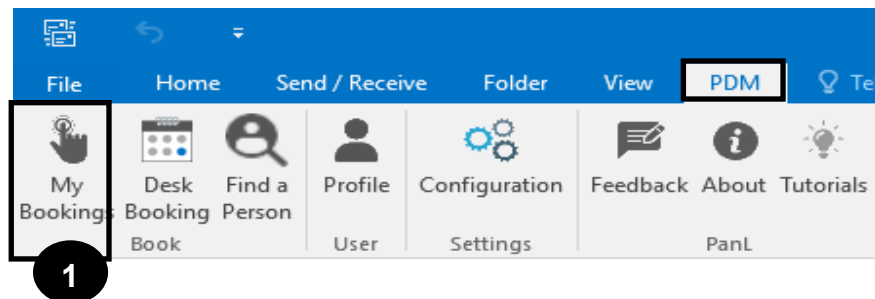 File Home Send / Receive Folder View PDM Te
My Desk Find a Profile Configuration Feedback About Tutorials
Bookings Booking Person
Book User Settings PanL
1